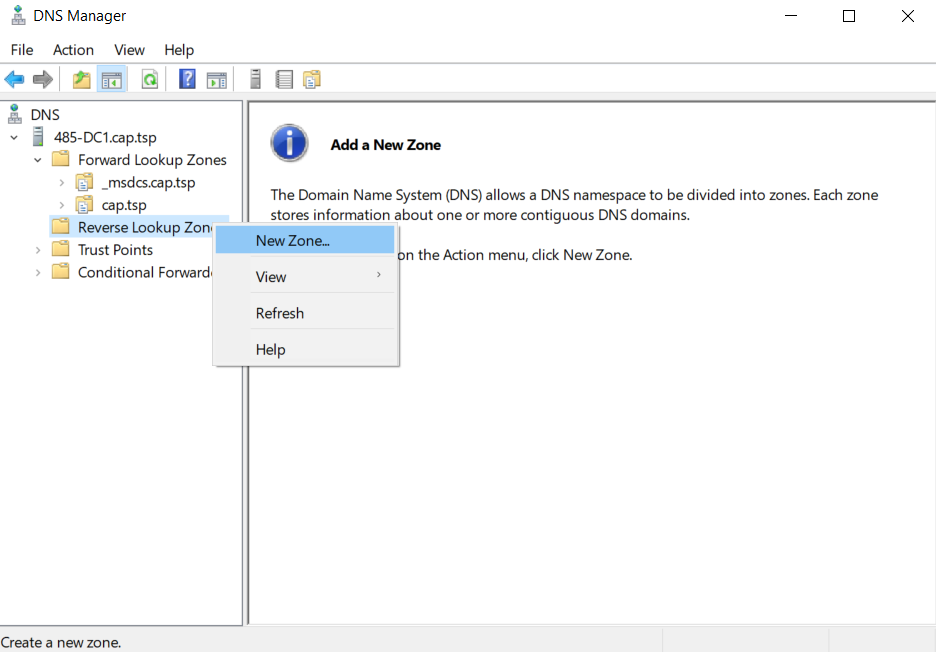 DNS Manager
File Action View Help
DNS
485-DC1.cap.tsp
Forward Lookup Zones
_msdcs.cap.tsp
cap.tsp
Reverse Lookup Zon
Trust Points
Conditional Forward
New Zone...
View
Refresh
Help
Add a New Zone
The Domain Name System (DNS) allows a DNS namespace to be divided into zones. Each zone
stores information about one or more contiguous DNS domains.
on the Action menu, click New Zone.
Create a new zone.